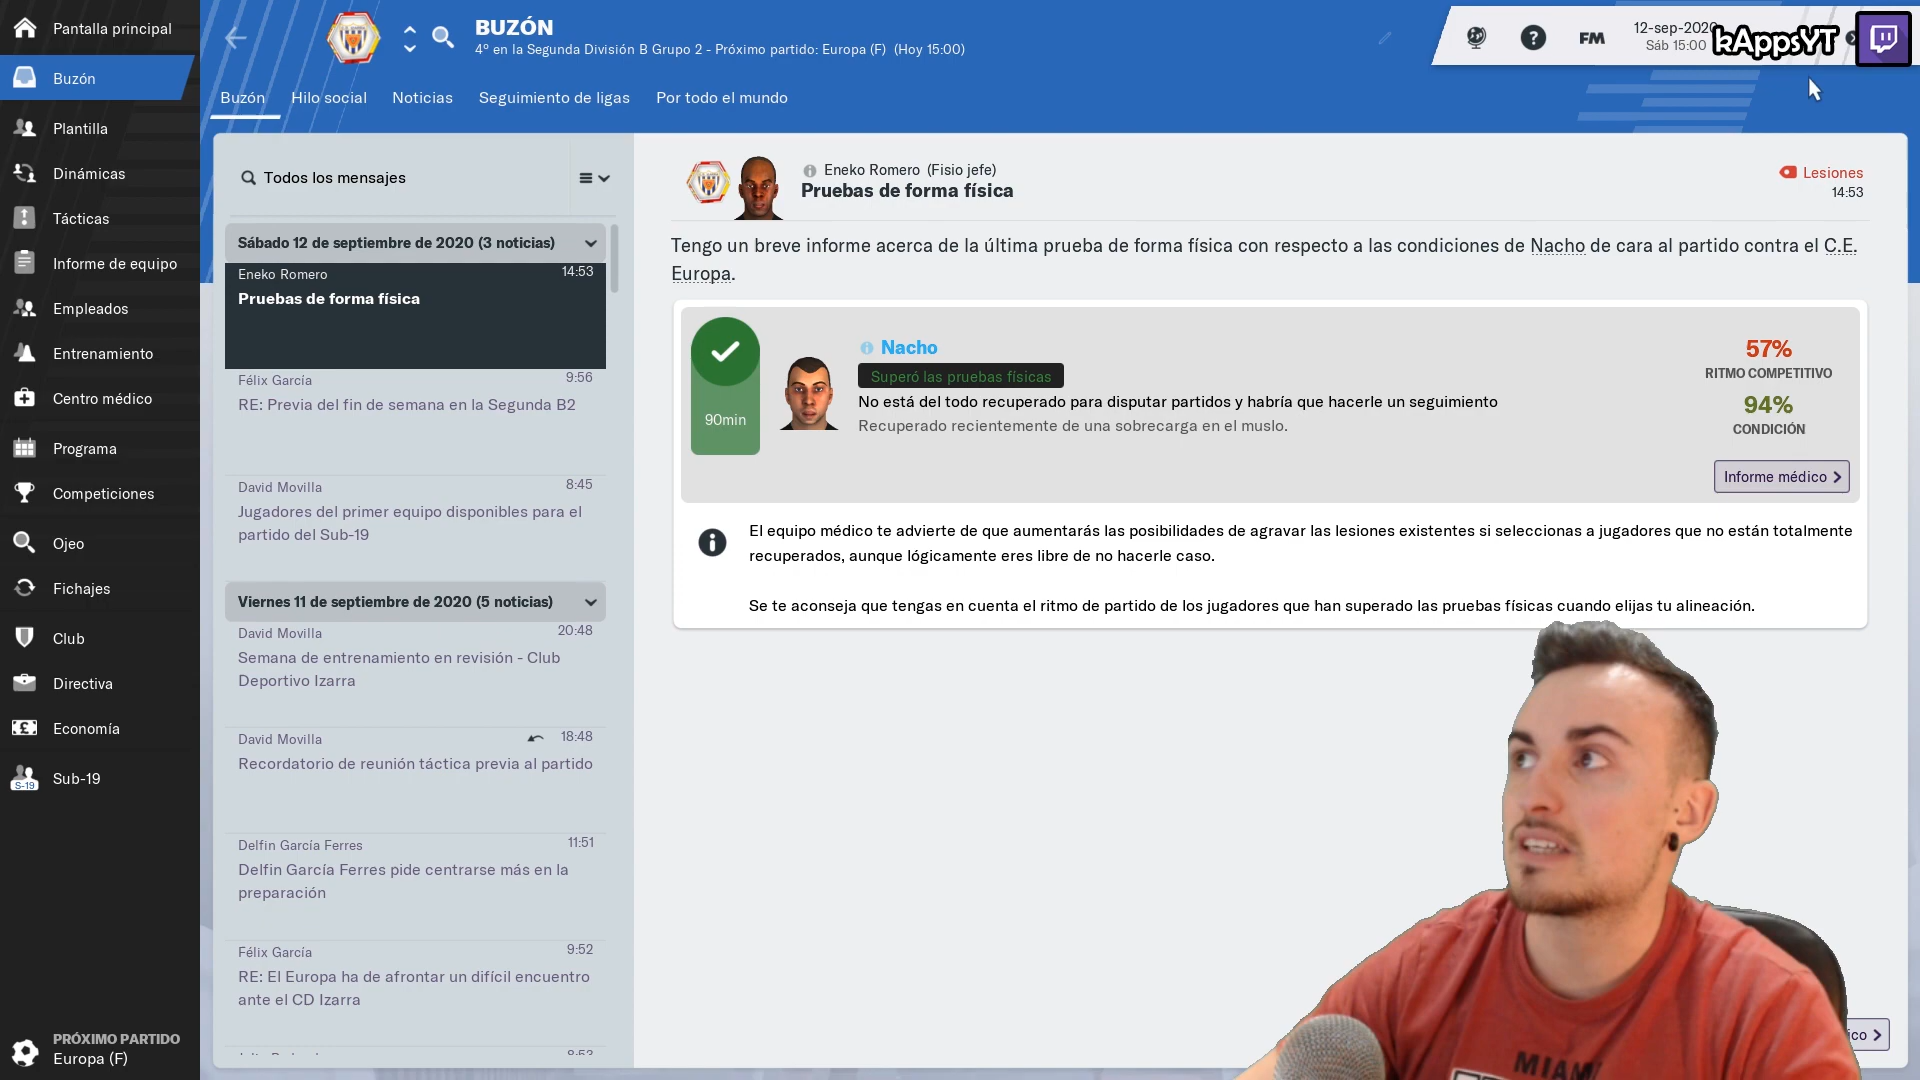 Pantalla principal
Buzón
Plantilla
Dinámicas
Tácticas
Informe de equipo
Empleados
Entrenamiento
Centro médico
Programa
Competiciones
Ojeo
Fichajes
Club
Directiva
Economía
S-19
Sub-19
PRÓXIMO PARTIDO
Europa (F)
BUZÓN
4º en la Segunda División B Grupo 2 - Próximo partido: Europa (F) (Hoy 15:00)
FM
12-sep-2020
Sáb 15:00
kAppsYT
Buzón Hilo social Noticias Seguimiento de ligas Por todo el mundo
Todos los mensajes
Sábado 12 de septiembre de 2020 (3 noticias)
Eneko Romero 14:53
Pruebas de forma física
Félix García 9:56
RE: Previa del fin de semana en la Segunda B2
David Movilla 8:45
Jugadores del primer equipo disponibles para el
partido del Sub-19
Viernes 11 de septiembre de 2020 (5 noticias)
David Movilla 20:48
Semana de entrenamiento en revisión - Club
Deportivo Izarra
David Movilla 18:48
Recordatorio de reunión táctica previa al partido
Delfin García Ferres 11:51
Delfin García Ferres pide centrarse más en la
preparación
Félix García 9:52
RE: El Europa ha de afrontar un difícil encuentro
ante el CD Izarra
Eneko Romero (Fisio jefe)
Pruebas de forma física
Lesiones
14:53
Tengo un breve informe acerca de la última prueba de forma física con respecto a las condiciones de Nacho de cara al partido contra el C.E.
Europa.
90min
Nacho
Superó las pruebas físicas
No está del todo recuperado para disputar partidos y habría que hacerle un seguimiento
Recuperado recientemente de una sobrecarga en el muslo.
57%
RITMO COMPETITIVO
94%
CONDICIÓN
Informe médico
El equipo médico te advierte de que aumentarás las posibilidades de agravar las lesiones existentes si seleccionas a jugadores que no están totalmente
recuperados, aunque lógicamente eres libre de no hacerle caso.
Se te aconseja que tengas en cuenta el ritmo de partido de los jugadores que han superado las pruebas físicas cuando elijas tu alineación.
ico
MIAMI